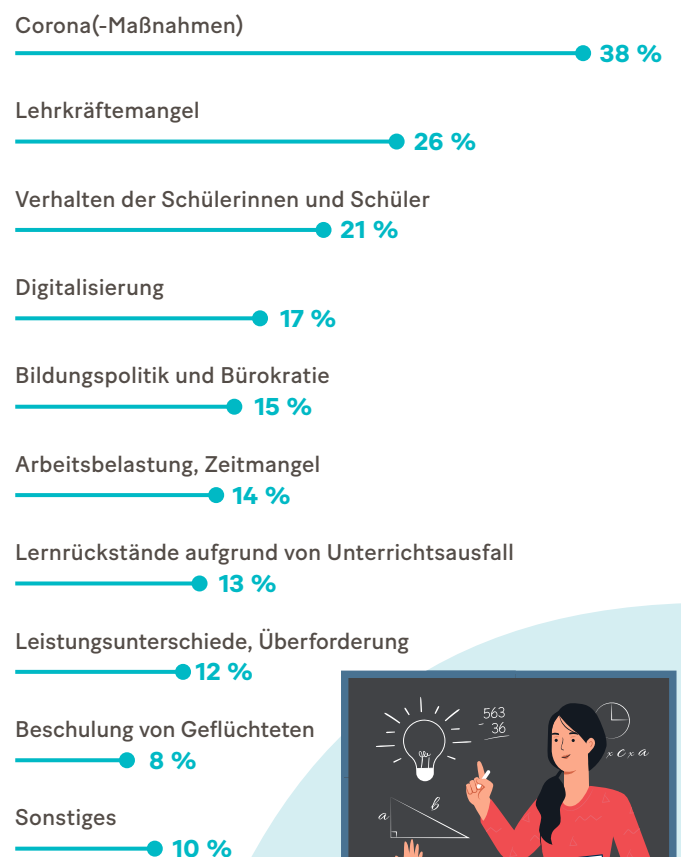 Corona(-Maßnahmen)
38 %
Lehrkräftemangel
26 %
Verhalten der Schülerinnen und Schüler
21 %
Digitalisierung
17 %
Bildungspolitik und Bürokratie
15 %
Arbeitsbelastung, Zeitmangel
14 %
Lernrückstände aufgrund von Unterrichtsausfall
13 %
Leistungsunterschiede, Überforderung
12 %
Beschulung von Geflüchteten
8 %
Sonstiges
10 %
563
- 36
x c x a
a
b